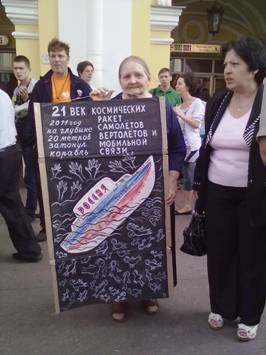 21 ВЕК КОСМИЧЕСКИХ
2011 год РАКЕТ
на глубине САМОЛЕТОВ
20 метров ВЕРТОЛЕТОВ И
затонул МОБИЛЬНОЙ
корабль СВЯЗИ
РОССИЯ